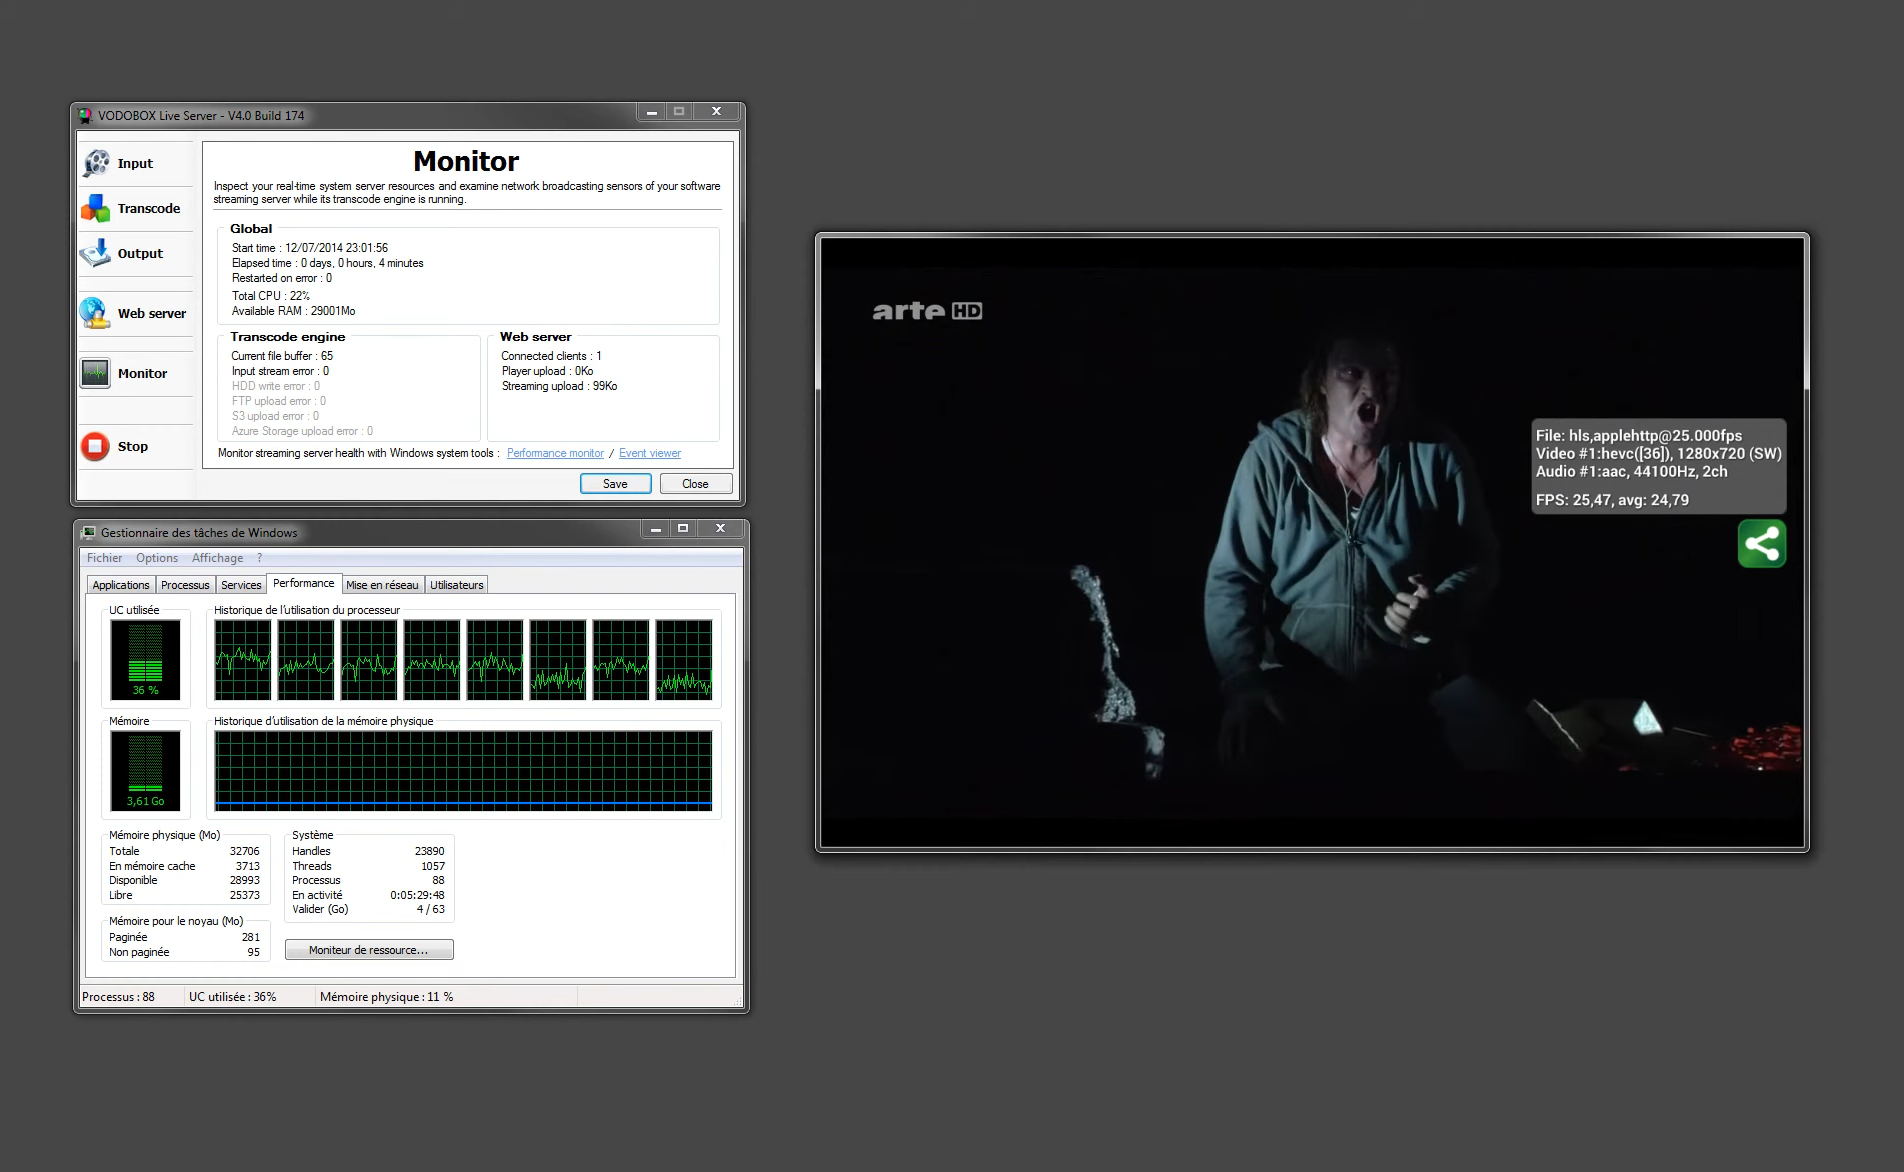 VODOBOX Live Server - V4.0 Build 174
Input
Transcode
Output
Web server
Monitor
Stop
Monitor
Inspect your real-time system server resources and examine network broadcasting sensors of your software
streaming server while its transcode engine is running.
Global
Start time : 12/07/2014 23:01:56
Elapsed time : 0 days, 0 hours, 4 minutes
Restarted on error : 0
Total CPU : 22%
Available RAM : 29001Mo
Transcode engine
Current file buffer : 65
Input stream error : 0
HDD write error : 0
FTP upload error : 0
S3 upload error : 0
Azure Storage upload error : 0
Web server
Connected clients : 1
Player upload : 0Ko
Streaming upload : 99Ko
Monitor streaming server health with Windows system tools : Performance monitor / Event viewer
Save Close
Gestionnaire des tâches de Windows
Fichier Options Affichage ?
Applications Processus Services Performance Mise en réseau Utilisateurs
UC utilisée
36 %
Historique de l'utilisation du processeur
Mémoire
3,61 Go
Historique d'utilisation de la mémoire physique
Mémoire physique (Mo)
Totale 32706
En mémoire cache 3713
Disponible 28993
Libre 25373
Mémoire pour le noyau (Mo)
Paginée 281
Non paginée 95
Système
Handles 23890
Threads 1057
Processus 88
En activité 0:05:29:48
Valider (Go) 4 / 63
Moniteur de ressource...
Processus : 88 UC utilisée : 36% Mémoire physique : 11 %
arte HD
File: hls,applehttp@25.000fps
Video #1:hevc([36]), 1280x720 (SW)
Audio #1:aac, 44100Hz, 2ch
FPS: 25,47, avg: 24,79